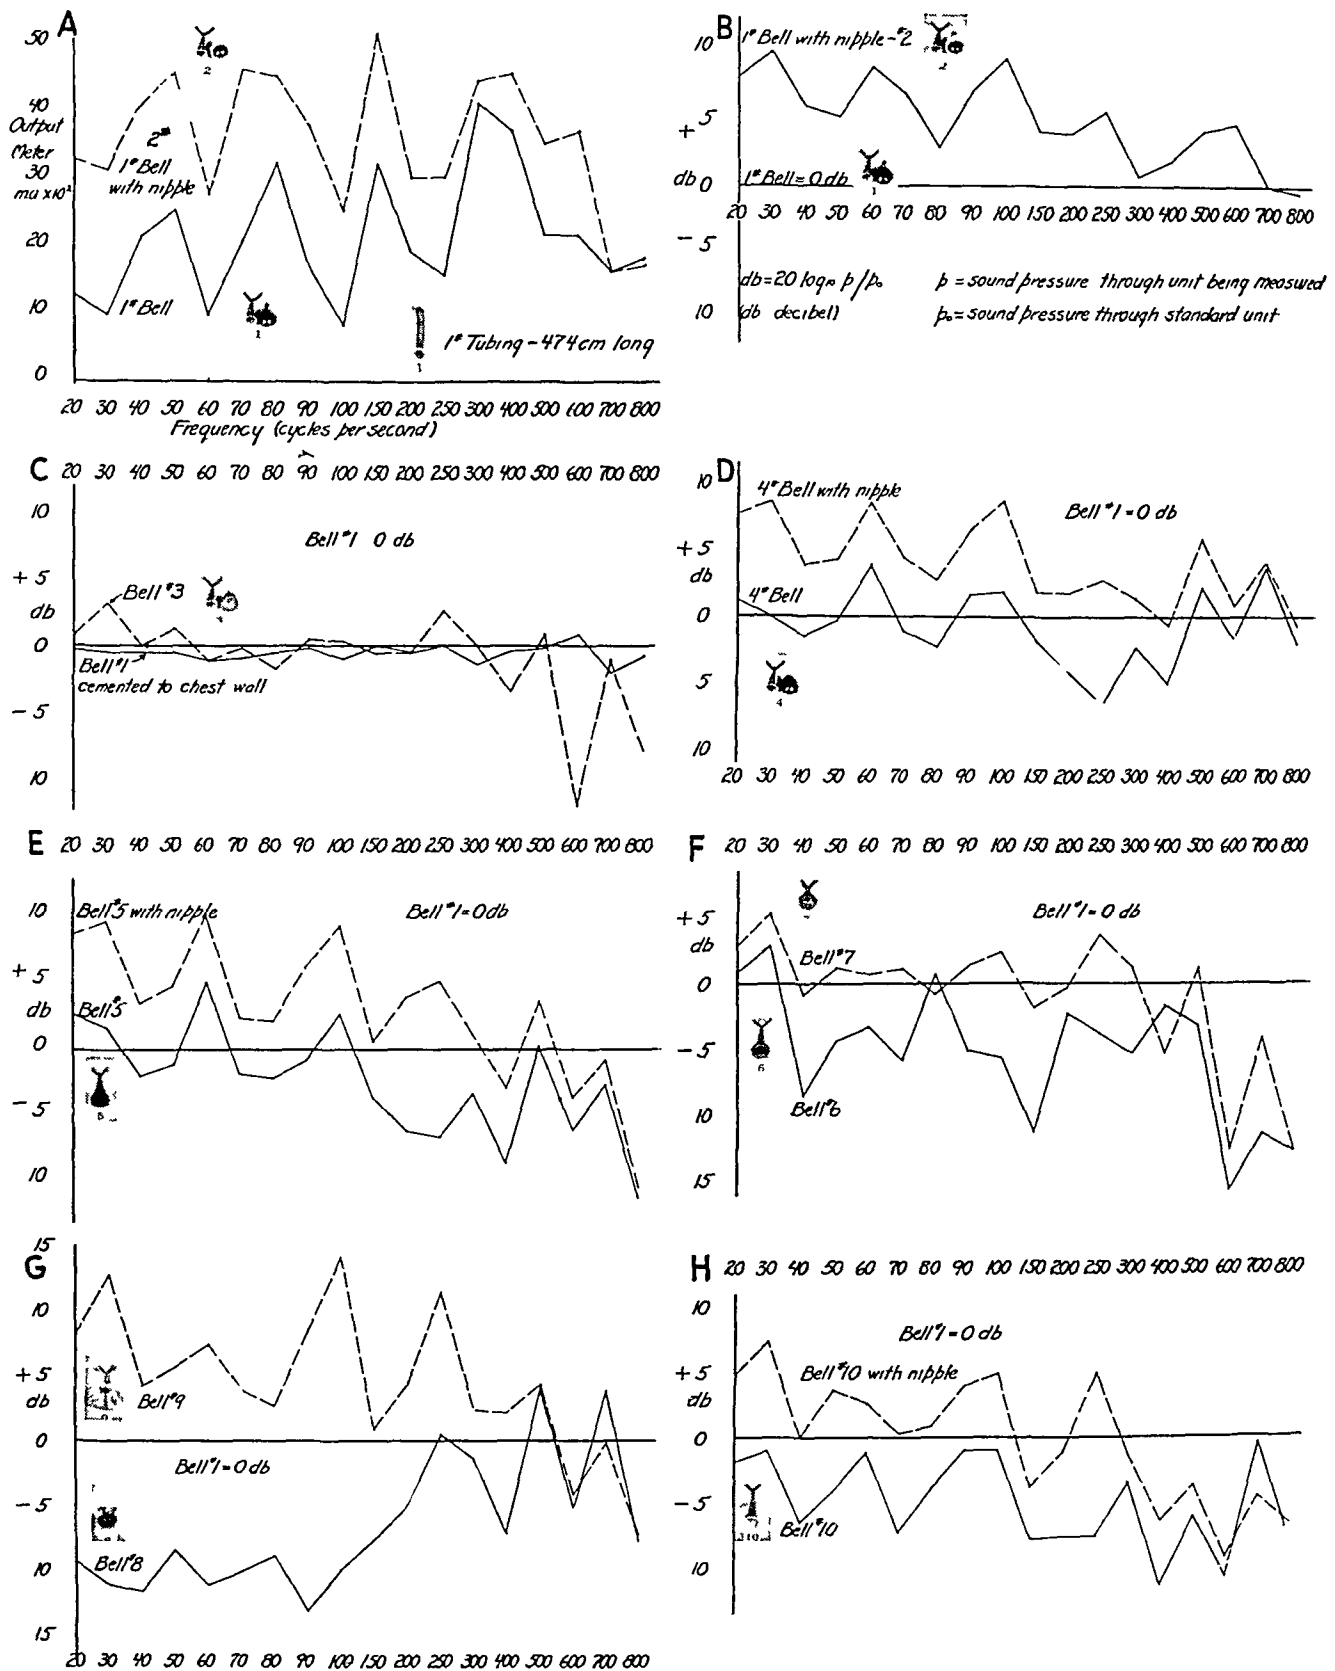 A
50
40
Output
Meter
30
ma x10²
20
10
0
2
2#
1# Bell
with nipple
1# Bell
1
1
1# Tubing - 474 cm long
20 30 40 50 60 70 80 90 100 150 200 250 300 400 500 600 700 800
Frequency (cycles per second)
B
10
+ 5
db 0
- 5
10
1# Bell with nipple - #2
2
1# Bell = 0 db
1
20 30 40 50 60 70 80 90 100 150 200 250 300 400 500 600 700 800
db = 20 log₁₀ p/p₀
(db decibel)
p = sound pressure through unit being measured
p₀ = sound pressure through standard unit
C
20 30 40 50 60 70 80 90 100 150 200 250 300 400 500 600 700 800
10
+ 5
db
0
- 5
10
Bell #1 0 db
Bell #3
Bell #1
cemented to chest wall
D
10
+ 5
db
0
5
10
4# Bell with nipple
Bell #1 = 0 db
4# Bell
4
20 30 40 50 60 70 80 90 100 150 200 250 300 400 500 600 700 800
E
20 30 40 50 60 70 80 90 100 150 200 250 300 400 500 600 700 800
10
+ 5
db
0
- 5
10
Bell #5 with nipple
Bell #1 = 0 db
Bell #5
F
20 30 40 50 60 70 80 90 100 150 200 250 300 400 500 600 700 800
+ 5
db
0
- 5
10
15
Bell #1 = 0 db
Bell #7
6
Bell #6
G
15
10
+ 5
db
0
- 5
10
15
Bell #9
Bell #1 = 0 db
Bell #8
20 30 40 50 60 70 80 90 100 150 200 250 300 400 500 600 700 800
H
20 30 40 50 60 70 80 90 100 150 200 250 300 400 500 600 700 800
10
+ 5
db
0
- 5
10
Bell #1 = 0 db
Bell #10 with nipple
10
Bell #10